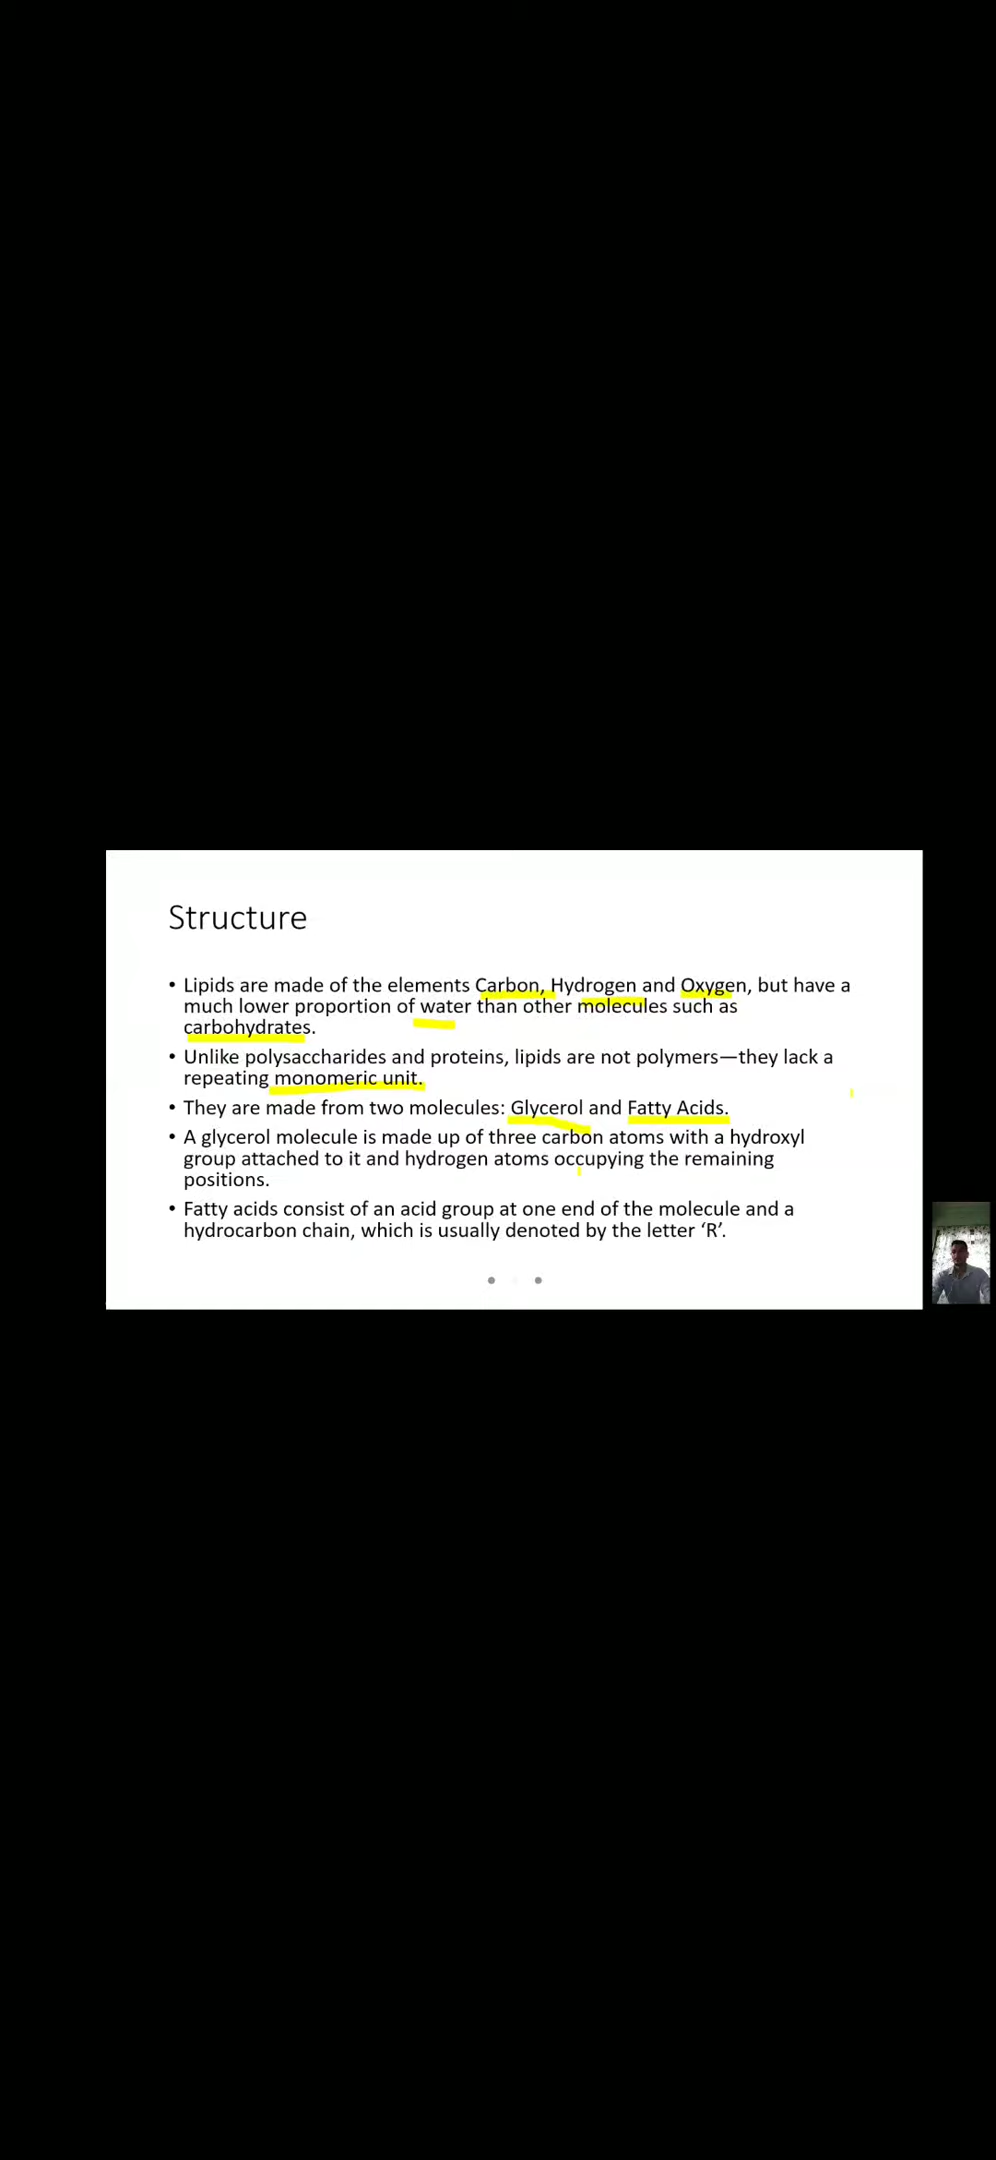 Structure
• Lipids are made of the elements Carbon, Hydrogen and Oxygen, but have a
much lower proportion of water than other molecules such as
carbohydrates.
• Unlike polysaccharides and proteins, lipids are not polymers—they lack a
repeating monomeric unit.
• They are made from two molecules: Glycerol and Fatty Acids.
• A glycerol molecule is made up of three carbon atoms with a hydroxyl
group attached to it and hydrogen atoms occupying the remaining
positions.
• Fatty acids consist of an acid group at one end of the molecule and a
hydrocarbon chain, which is usually denoted by the letter ‘R’.